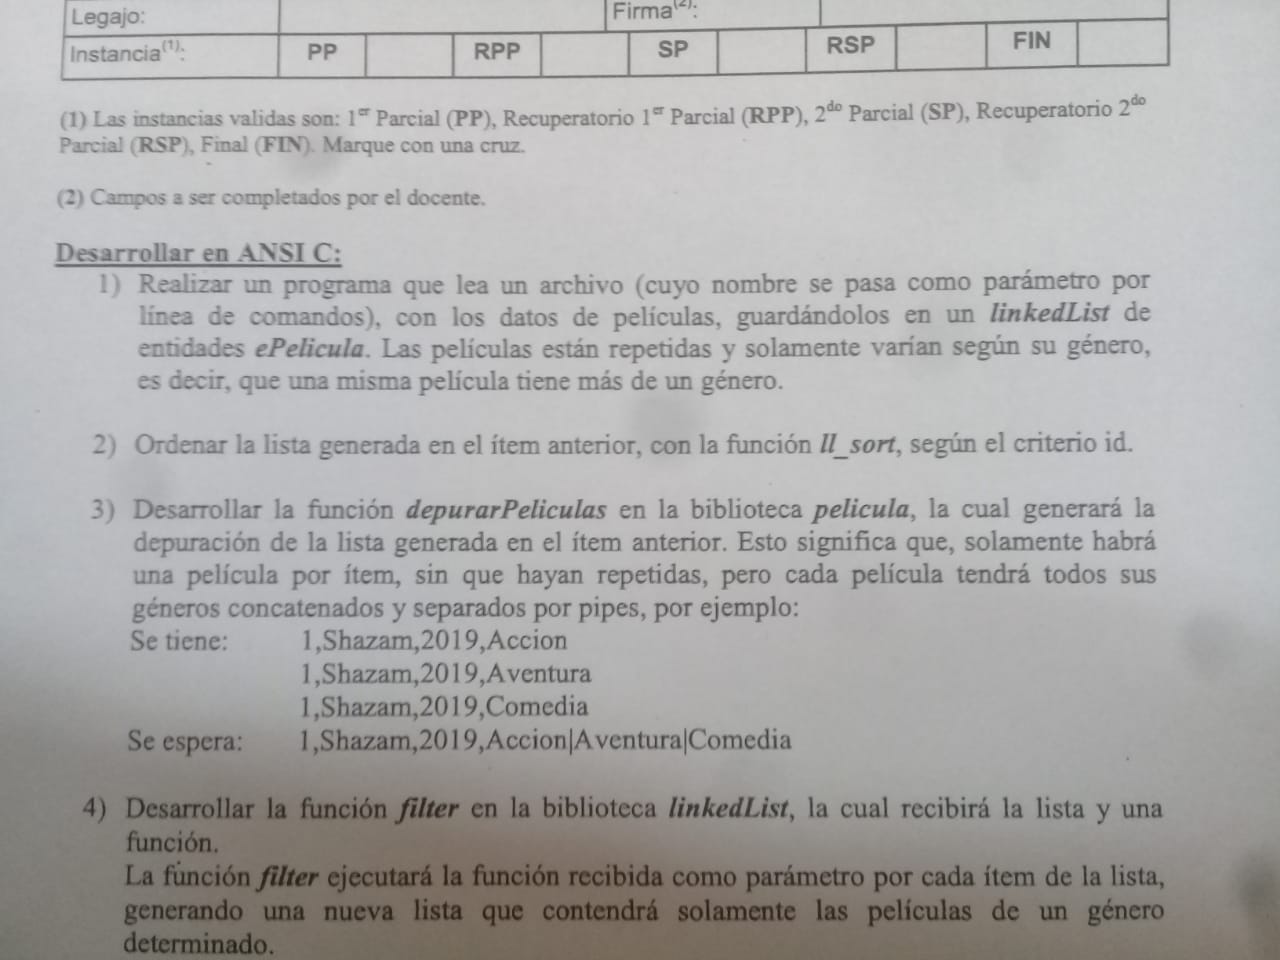 Legajo: Firma(2):
Instancia(1): PP RPP SP RSP FIN
(1) Las instancias validas son: 1er Parcial (PP), Recuperatorio 1er Parcial (RPP), 2do Parcial (SP), Recuperatorio 2do
Parcial (RSP), Final (FIN). Marque con una cruz.
(2) Campos a ser completados por el docente.
Desarrollar en ANSI C:
1) Realizar un programa que lea un archivo (cuyo nombre se pasa como parámetro por
línea de comandos), con los datos de películas, guardándolos en un linkedList de
entidades ePelicula. Las películas están repetidas y solamente varían según su género,
es decir, que una misma película tiene más de un género.
2) Ordenar la lista generada en el ítem anterior, con la función ll_sort, según el criterio id.
3) Desarrollar la función depurarPeliculas en la biblioteca pelicula, la cual generará la
depuración de la lista generada en el ítem anterior. Esto significa que, solamente habrá
una película por ítem, sin que hayan repetidas, pero cada película tendrá todos sus
géneros concatenados y separados por pipes, por ejemplo:
Se tiene: 1,Shazam,2019,Accion
1,Shazam,2019,Aventura
1,Shazam,2019,Comedia
Se espera: 1,Shazam,2019,Accion|Aventura|Comedia
4) Desarrollar la función filter en la biblioteca linkedList, la cual recibirá la lista y una
función.
La función filter ejecutará la función recibida como parámetro por cada ítem de la lista,
generando una nueva lista que contendrá solamente las películas de un género
determinado.